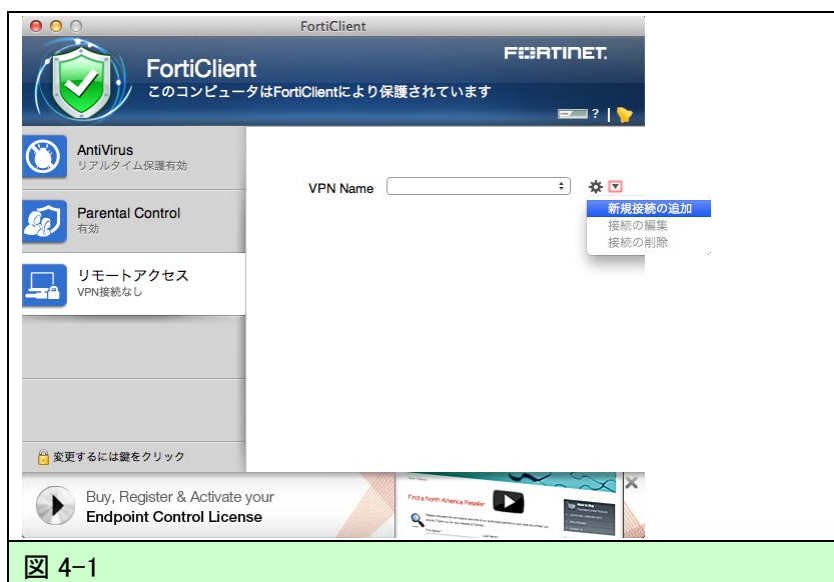 FortiClient
FortiClient
FORTINET.
このコンピュータはFortiClientにより保護されています
?
AntiVirus
リアルタイム保護有効
Parental Control
有効
リモートアクセス
VPN接続なし
VPN Name
新規接続の追加
接続の編集
接続の削除
変更するには鍵をクリック
Buy, Register & Activate your
Endpoint Control License
Find a North America Reseller
図 4-1